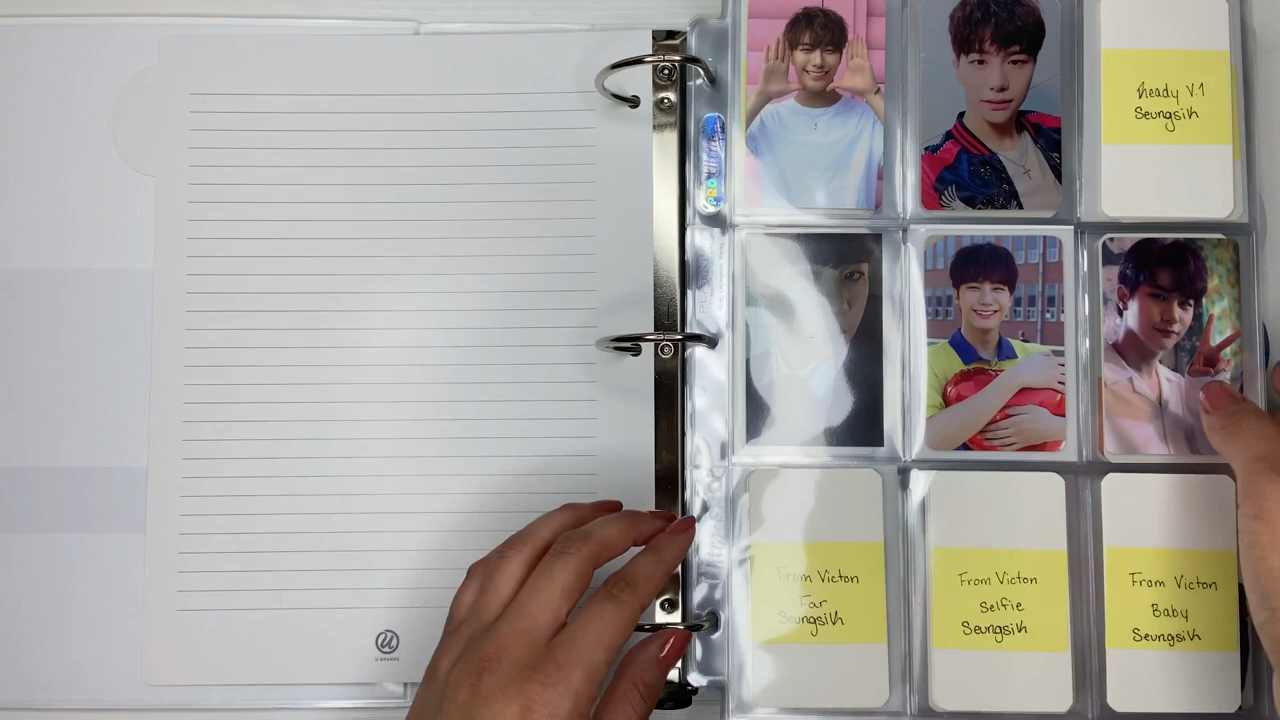 Ready V.1
Seungsik
From Victon
Far
Seungsik
From Victon
Selfie
Seungsik
From Victon
Baby
Seungsik
U BRANDS